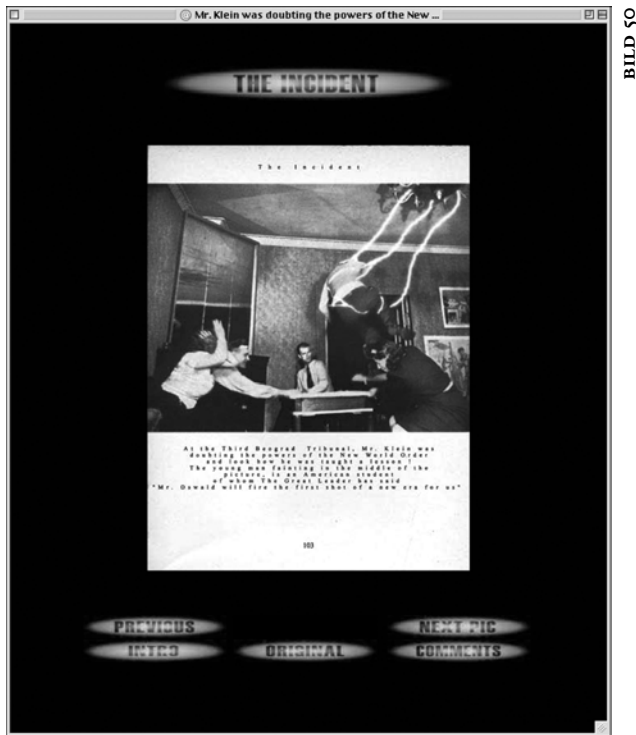 Mr. Klein was doubting the powers of the New ...
BILD 50
THE INCIDENT
The Incident
At the Third Beograd Tribunal, Mr. Klein was
doubting the powers of the New World Order
and look how he was taught a lesson !
The young man fainting in the middle of the
picture, is an American student
of whom The Great Leader has said
"Mr. Oswald will fire the first shot of a new era for us"
103
PREVIOUS
NEXT PIC
INTRO
ORIGINAL
COMMENTS